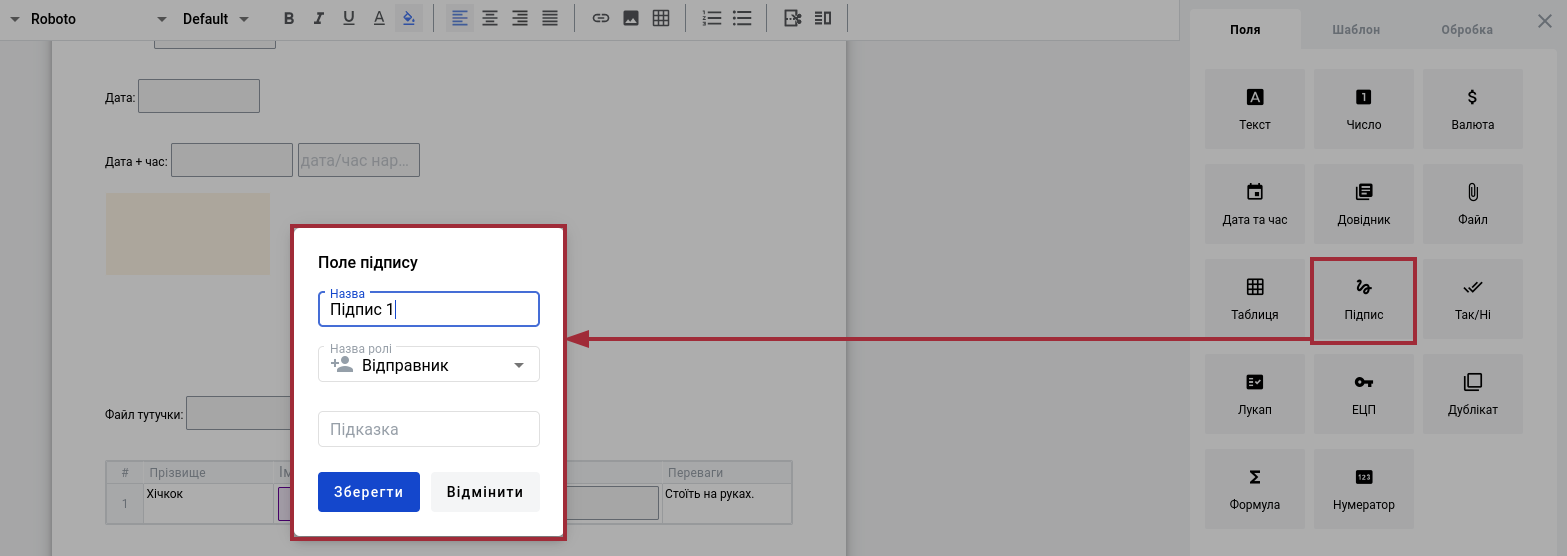 Roboto Default B I U A
Поля Шаблон Обробка
Дата:
Дата + час: дата/час нар...
Текст Число Валюта
Дата та час Довідник Файл
Таблиця Підпис Так/Ні
Лукап ЕЦП Дублікат
Формула Нумератор
Поле підпису
Назва
Підпис 1
Назва ролі
Відправник
Підказка
Зберегти Відмінити
Файл тутучки:
# Прізвище Переваги
1 Хічкок Стоїть на руках.